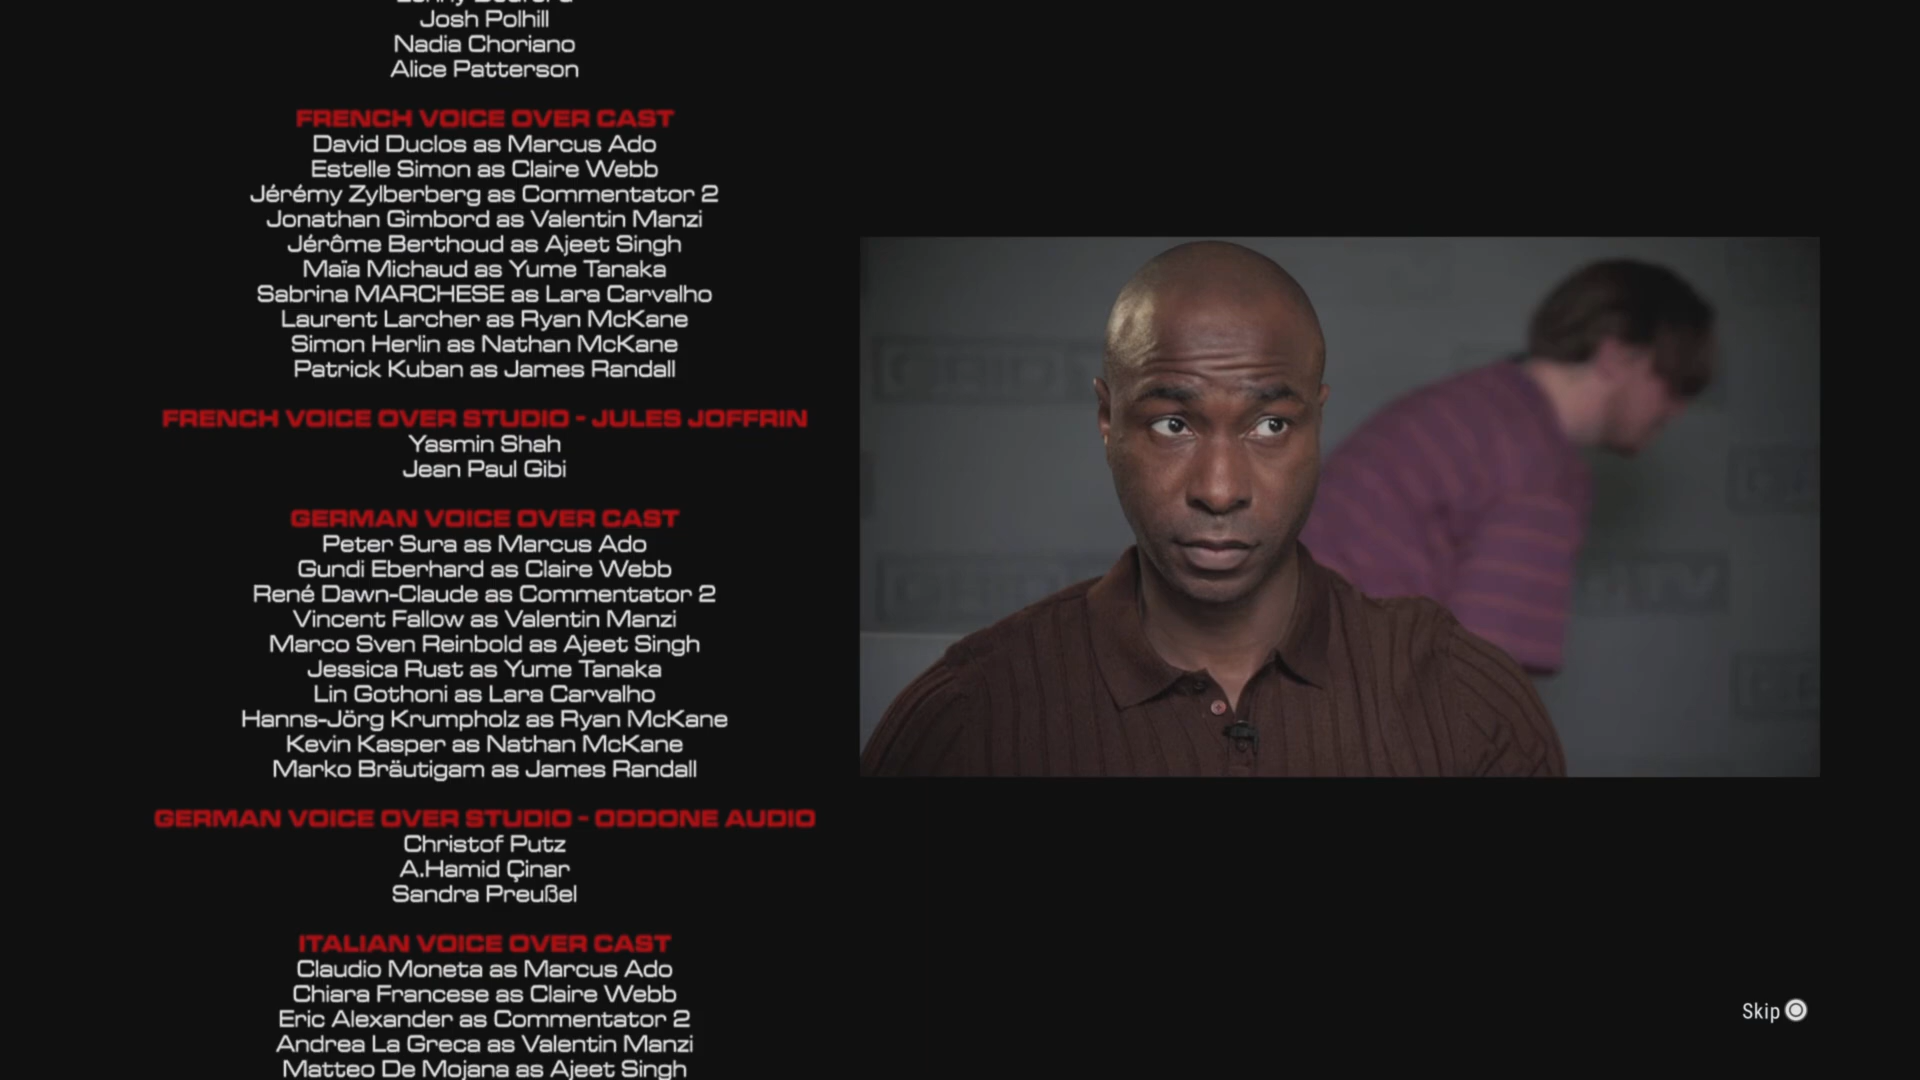 Josh Polhill
Nadia Choriano
Alice Patterson
FRENCH VOICE OVER CAST
David Duclos as Marcus Ado
Estelle Simon as Claire Webb
Jérémy Zylberberg as Commentator 2
Jonathan Gimbord as Valentin Manzi
Jérôme Berthoud as Ajeet Singh
Maïa Michaud as Yume Tanaka
Sabrina MARCHESE as Lara Carvalho
Laurent Larcher as Ryan McKane
Simon Herlin as Nathan McKane
Patrick Kuban as James Randall
FRENCH VOICE OVER STUDIO - JULES JOFFRIN
Yasmin Shah
Jean Paul Gibi
GERMAN VOICE OVER CAST
Peter Sura as Marcus Ado
Gundi Eberhard as Claire Webb
René Dawn-Claude as Commentator 2
Vincent Fallow as Valentin Manzi
Marco Sven Reinbold as Ajeet Singh
Jessica Rust as Yume Tanaka
Lin Gothoni as Lara Carvalho
Hanns-Jörg Krumpholz as Ryan McKane
Kevin Kasper as Nathan McKane
Marko Bräutigam as James Randall
GERMAN VOICE OVER STUDIO - ODDONE AUDIO
Christof Putz
A.Hamid Çinar
Sandra Preußel
ITALIAN VOICE OVER CAST
Claudio Moneta as Marcus Ado
Chiara Francese as Claire Webb
Eric Alexander as Commentator 2
Andrea La Greca as Valentin Manzi
Matteo De Mojana as Ajeet Singh
Skip